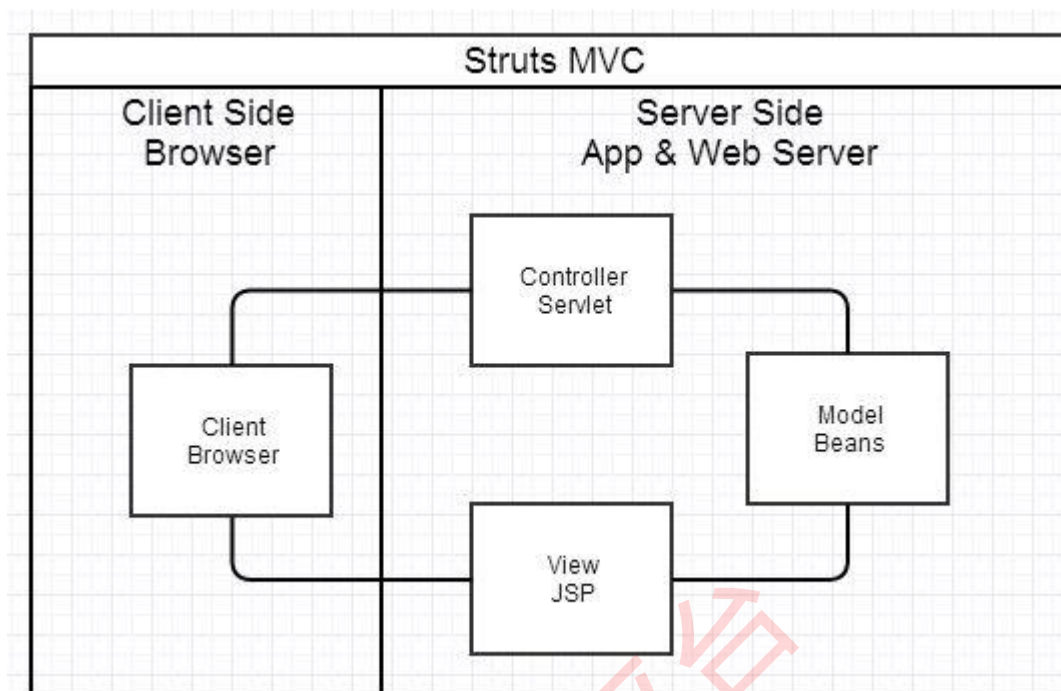 Struts MVC
Client Side
Browser
Server Side
App & Web Server
Controller
Servlet
Client
Browser
Model
Beans
View
JSP